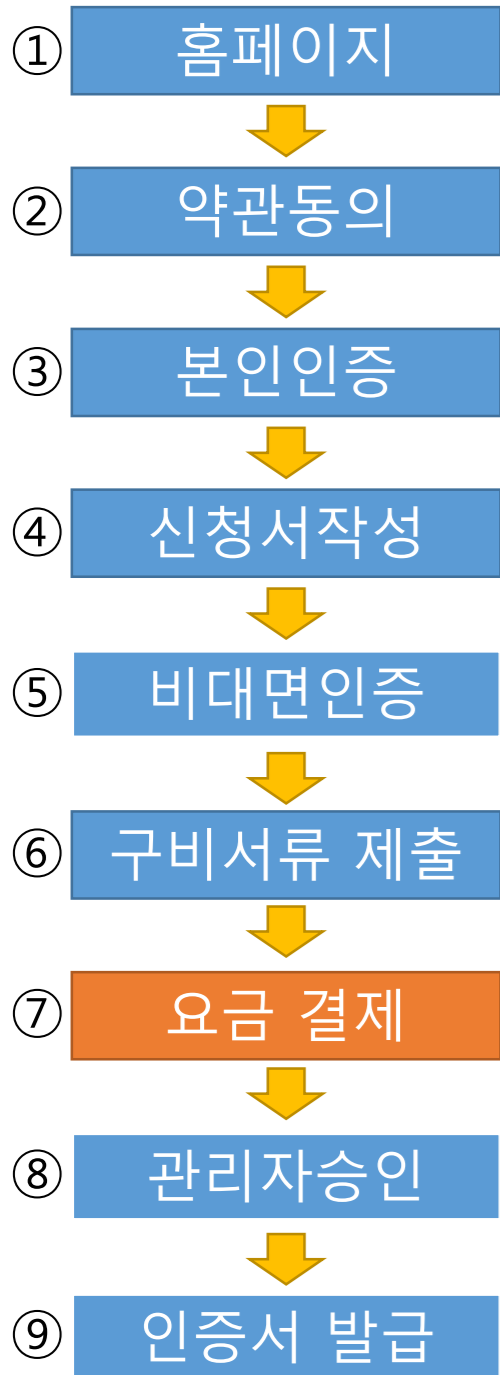 ① 홈페이지
② 약관동의
③ 본인인증
④ 신청서작성
⑤ 비대면인증
⑥ 구비서류 제출
⑦ 요금 결제
⑧ 관리자승인
⑨ 인증서 발급